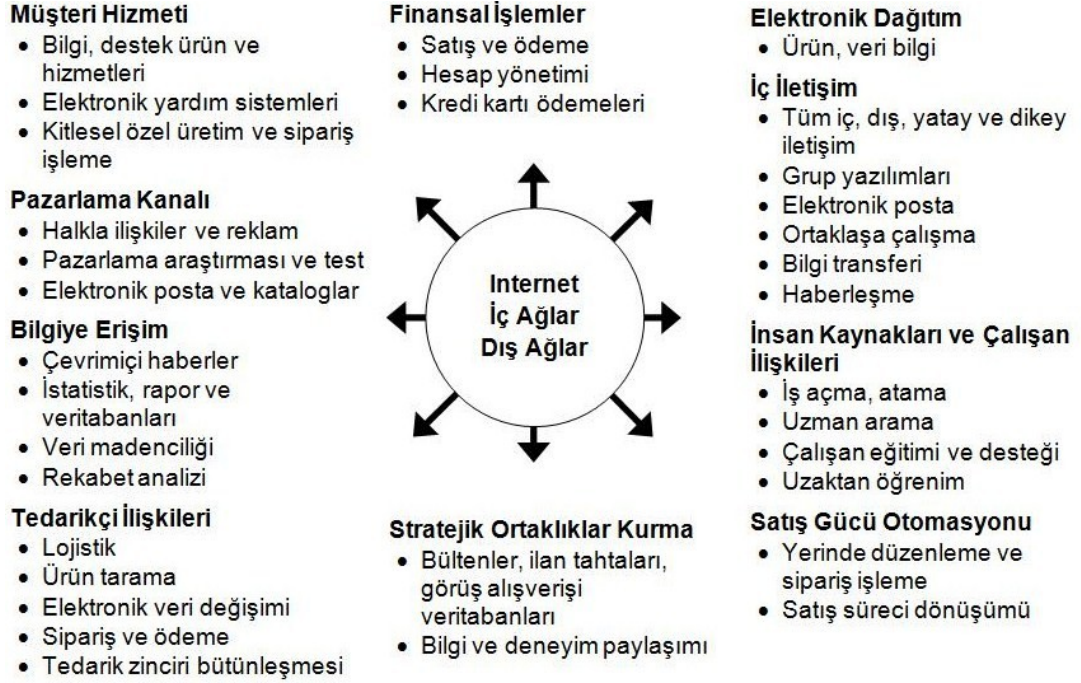 Müşteri Hizmeti
• Bilgi, destek ürün ve
hizmetleri
• Elektronik yardım sistemleri
• Kitlesel özel üretim ve sipariş
işleme
Pazarlama Kanalı
• Halkla ilişkiler ve reklam
• Pazarlama araştırması ve test
• Elektronik posta ve kataloglar
Bilgiye Erişim
• Çevrimiçi haberler
• İstatistik, rapor ve
veritabanları
• Veri madenciliği
• Rekabet analizi
Tedarikçi İlişkileri
• Lojistik
• Ürün tarama
• Elektronik veri değişimi
• Sipariş ve ödeme
• Tedarik zinciri bütünleşmesi
Finansal İşlemler
• Satış ve ödeme
• Hesap yönetimi
• Kredi kartı ödemeleri
Internet
İç Ağlar
Dış Ağlar
Stratejik Ortaklıklar Kurma
• Bültenler, ilan tahtaları,
görüş alışverişi
veritabanları
• Bilgi ve deneyim paylaşımı
Elektronik Dağıtım
• Ürün, veri bilgi
İç İletişim
• Tüm iç, dış, yatay ve dikey
iletişim
• Grup yazılımları
• Elektronik posta
• Ortaklaşa çalışma
• Bilgi transferi
• Haberleşme
İnsan Kaynakları ve Çalışan
İlişkileri
• İş açma, atama
• Uzman arama
• Çalışan eğitimi ve desteği
• Uzaktan öğrenim
Satış Gücü Otomasyonu
• Yerinde düzenleme ve
sipariş işleme
• Satış süreci dönüşümü